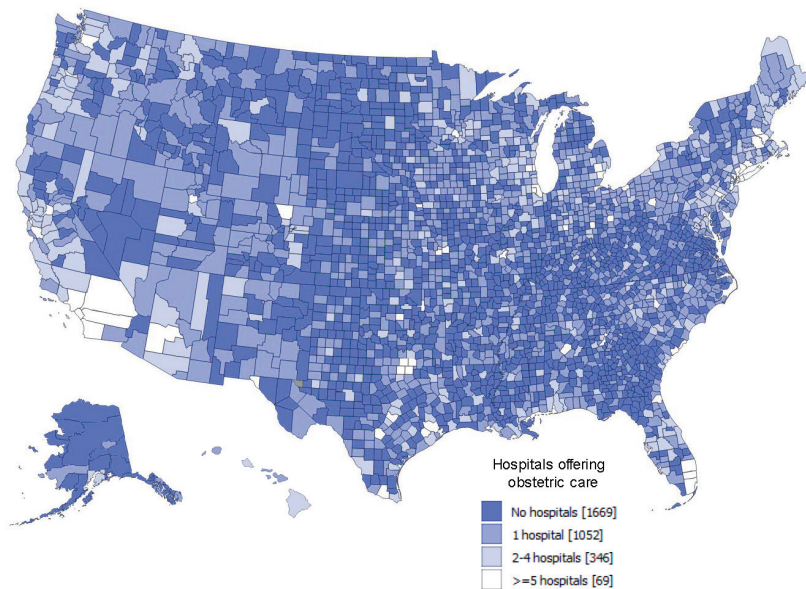 Hospitals offering
obstetric care
No hospitals [1669]
1 hospital [1052]
2-4 hospitals [346]
>=5 hospitals [69]